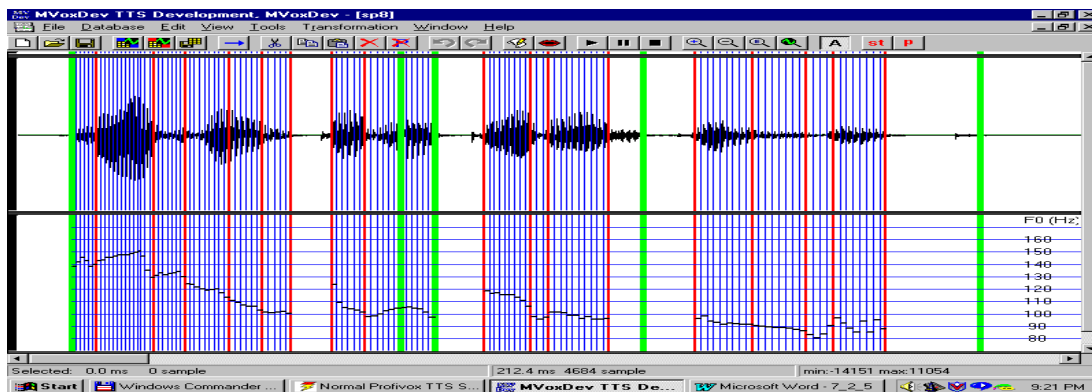 MVoxDev TTS Development, MVoxDev - [sp8]
File Database Edit View Tools Transformation Window Help
A st p
F0 (Hz)
160
150
140
130
120
110
100
90
80
Selected: 0.0 ms 0 sample 212.4 ms 4684 sample min:-14151 max:11054
Start Windows Commander ... Normal Profivox TTS S... MVoxDev TTS De... Microsoft Word - 7_2_5 9:21 PM